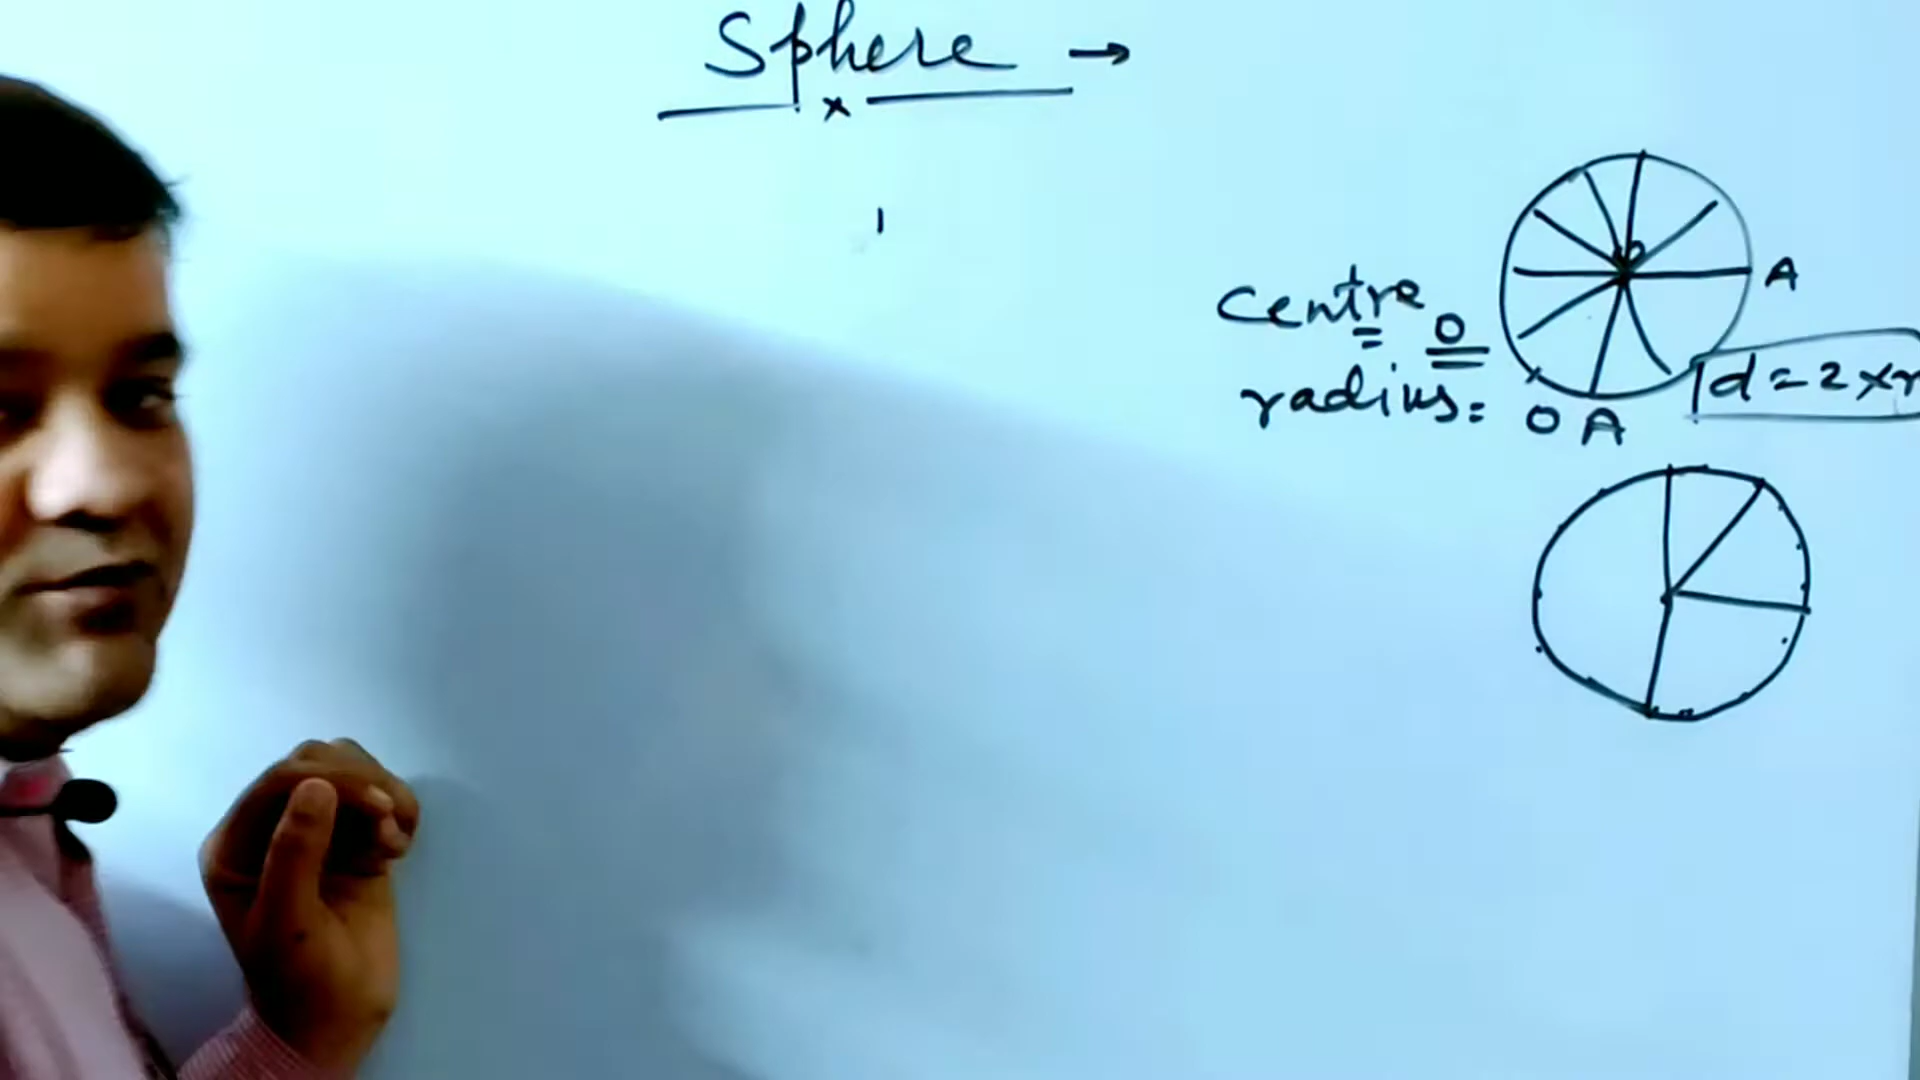 Sphere →
x
O
A
Centre O
radius = OA
d = 2 × r